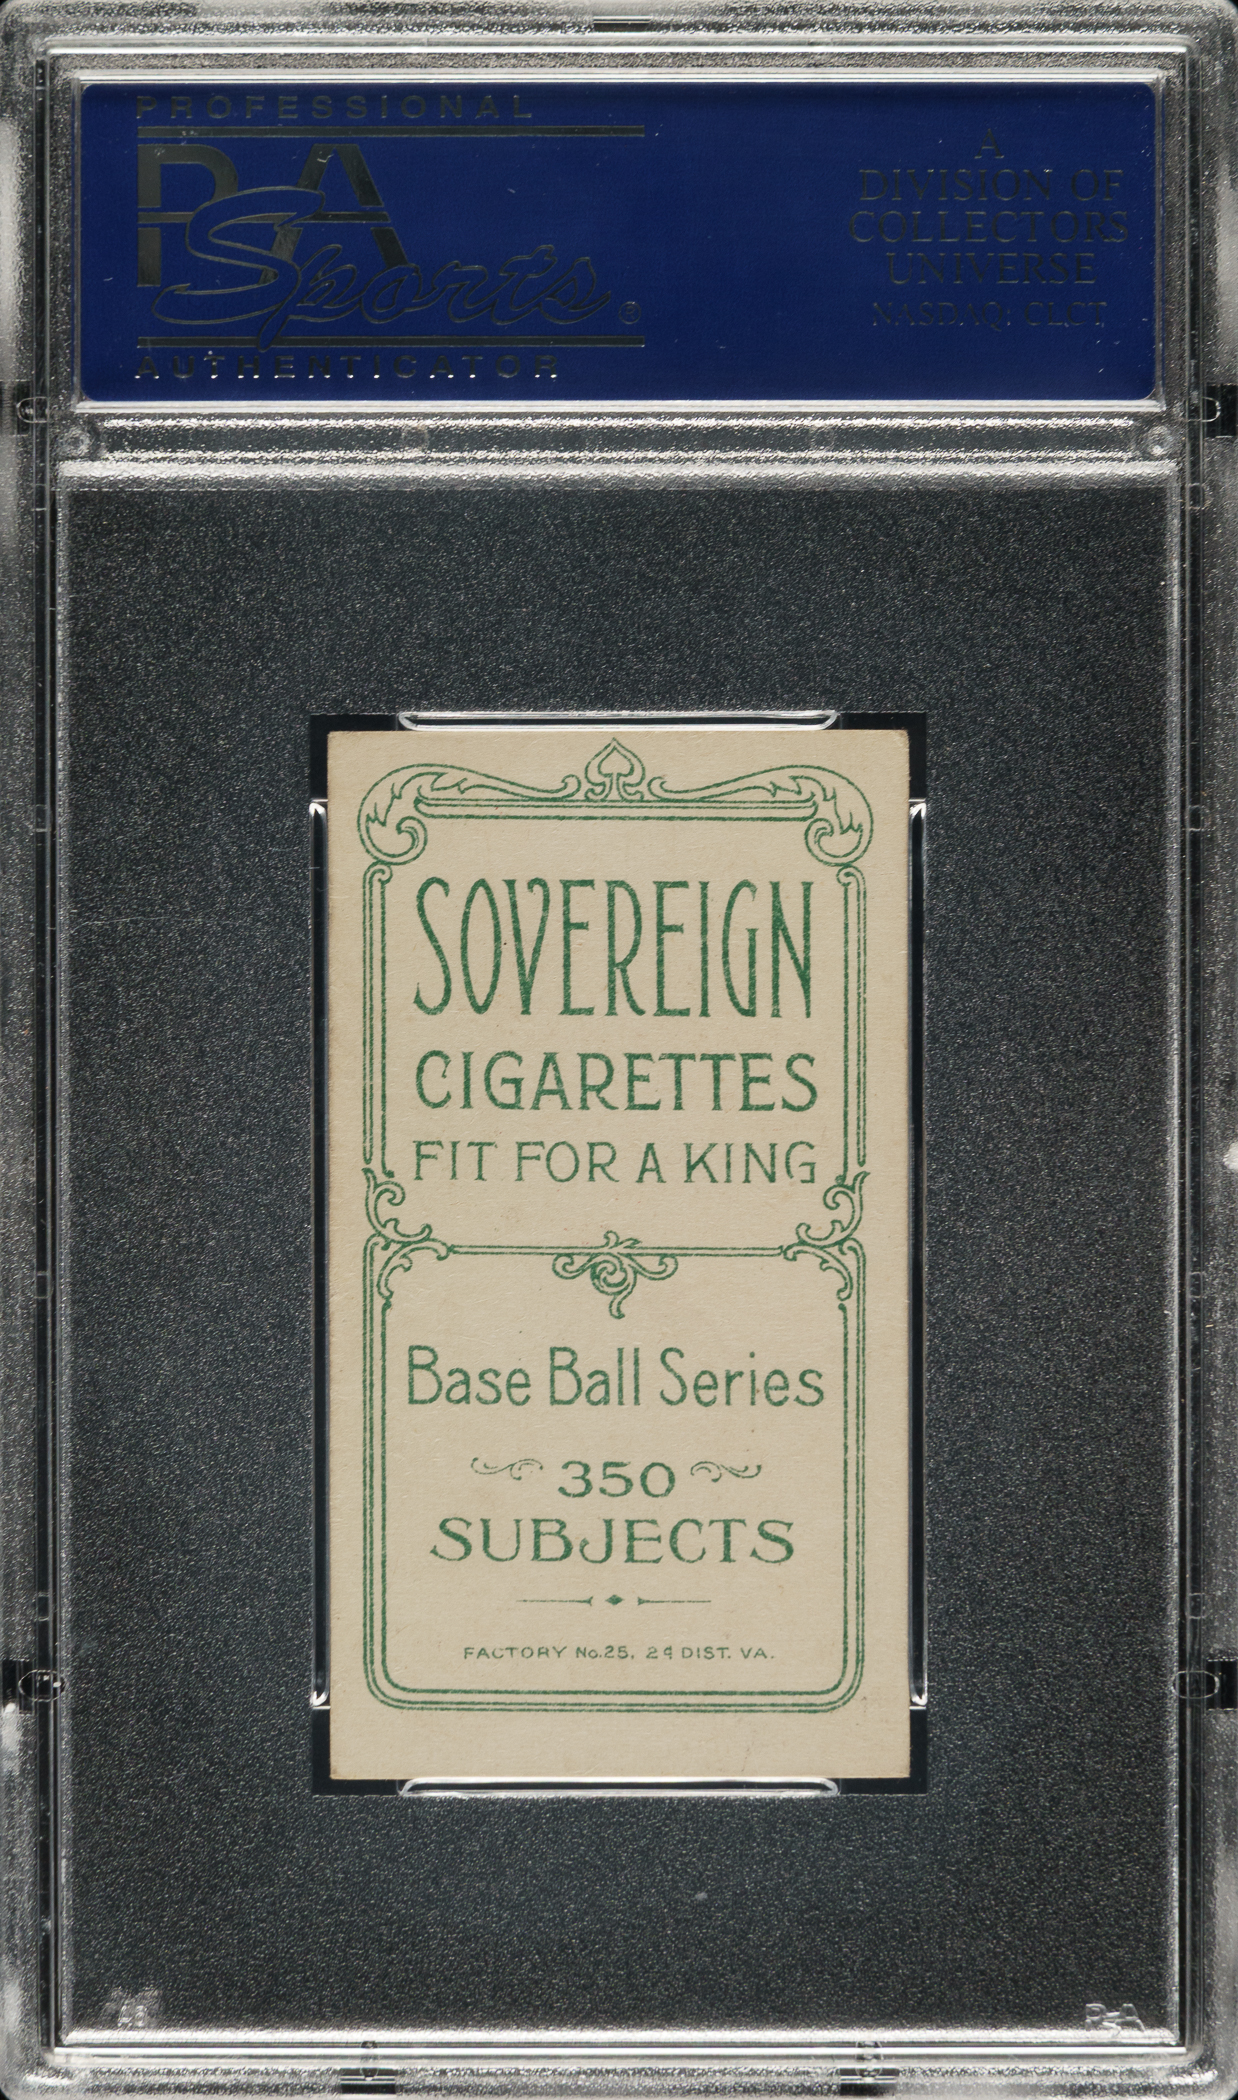 PROFESSIONAL
PSA
Sports®
AUTHENTICATOR
A
DIVISION OF
COLLECTORS
UNIVERSE
NASDAQ: CLCT
SOVEREIGN
CIGARETTES
FIT FOR A KING
Base Ball Series
350
SUBJECTS
FACTORY No. 25, 2d DIST. VA.
PSA